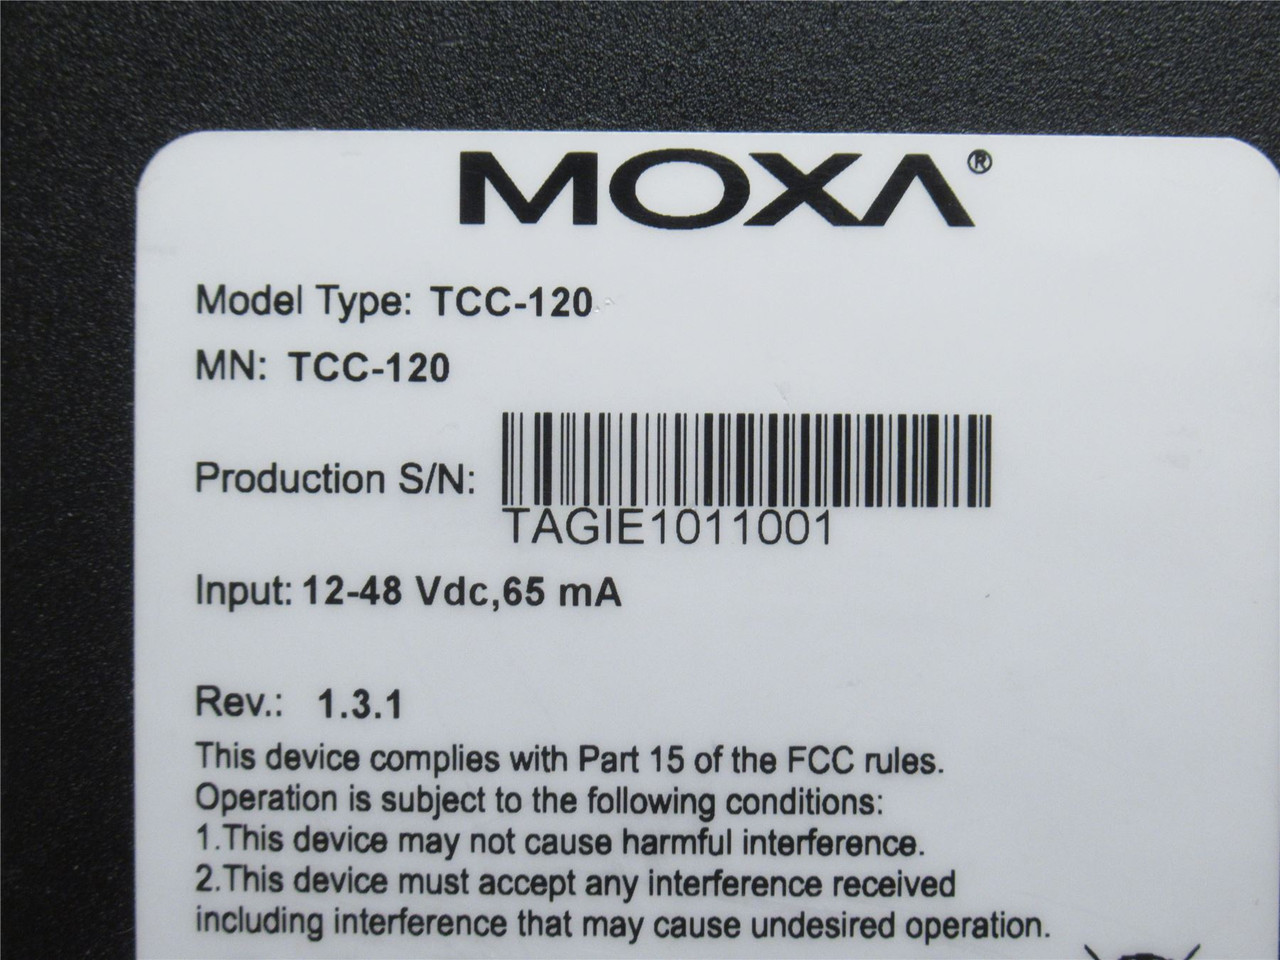 MOXA®
Model Type: TCC-120
MN: TCC-120
Production S/N:
TAGIE1011001
Input: 12-48 Vdc,65 mA
Rev.: 1.3.1
This device complies with Part 15 of the FCC rules.
Operation is subject to the following conditions:
1.This device may not cause harmful interference.
2.This device must accept any interference received
including interference that may cause undesired operation.